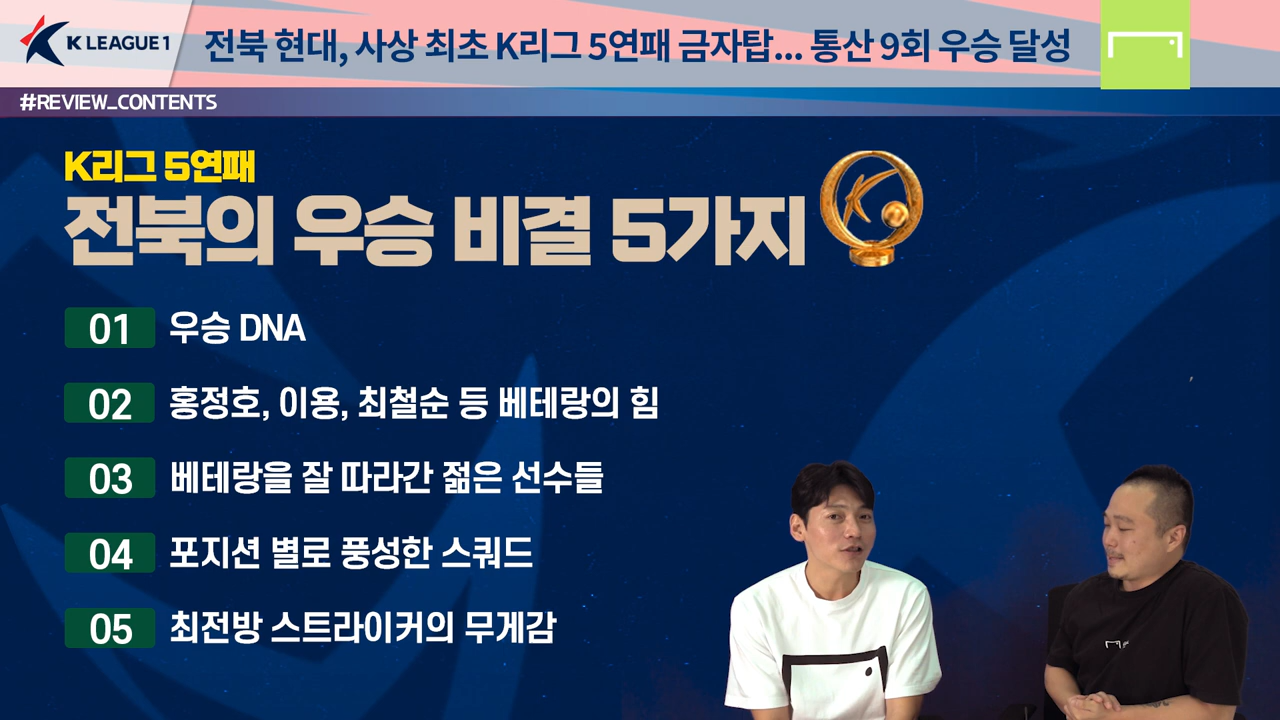 K LEAGUE 1
전북 현대, 사상 최초 K리그 5연패 금자탑... 통산 9회 우승 달성
#REVIEW_CONTENTS
K리그 5연패
전북의 우승 비결 5가지
01 우승 DNA
02 홍정호, 이용, 최철순 등 베테랑의 힘
03 베테랑을 잘 따라간 젊은 선수들
04 포지션 별로 풍성한 스쿼드
05 최전방 스트라이커의 무게감